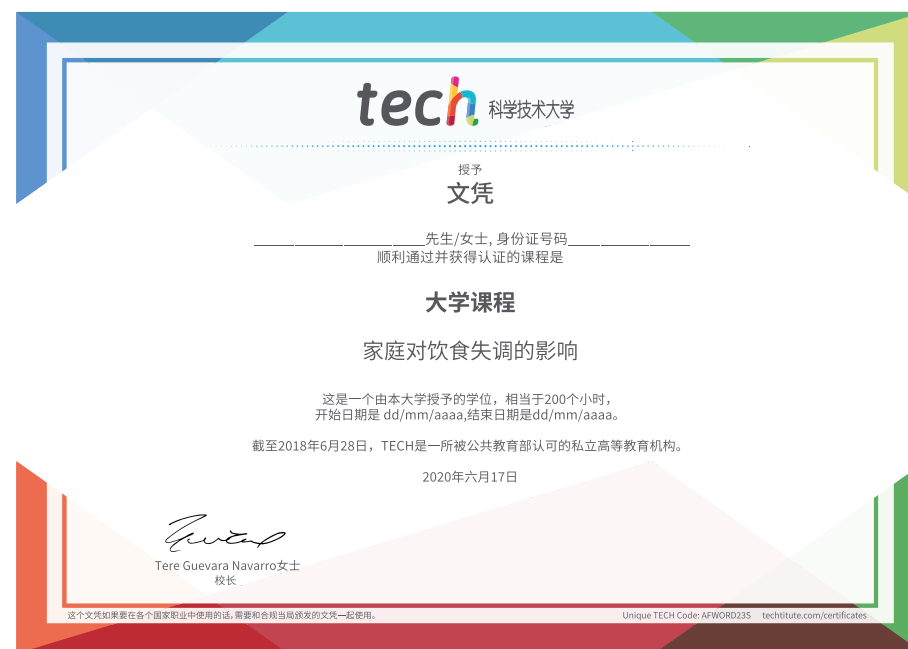 tech 科学技术大学
授予
文凭
____________________先生/女士, 身份证号码_______________
顺利通过并获得认证的课程是
大学课程
家庭对饮食失调的影响
这是一个由本大学授予的学位，相当于200个小时，
开始日期是 dd/mm/aaaa,结束日期是dd/mm/aaaa。
截至2018年6月28日，TECH是一所被公共教育部认可的私立高等教育机构。
2020年六月17日
Tere Guevara Navarro女士
校长
这个文凭如果要在各个国家职业中使用的话,需要和合规当局颁发的文凭一起使用。
Unique TECH Code: AFWORD23S techtitute.com/certificates